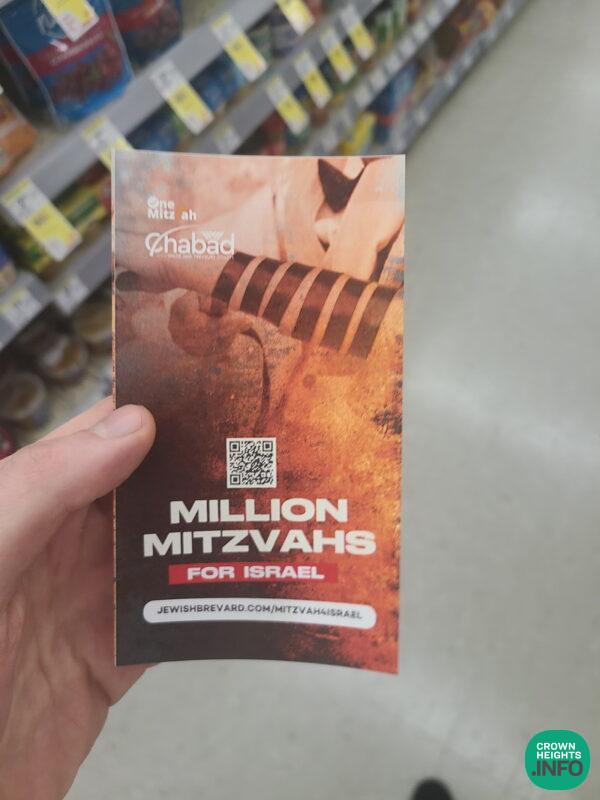 One
Mitzvah
Chabad
MILLION
MITZVAHS
FOR ISRAEL
JEWISHBREVARD.COM/MITZVAH4ISRAEL
CROWN
HEIGHTS
.INFO